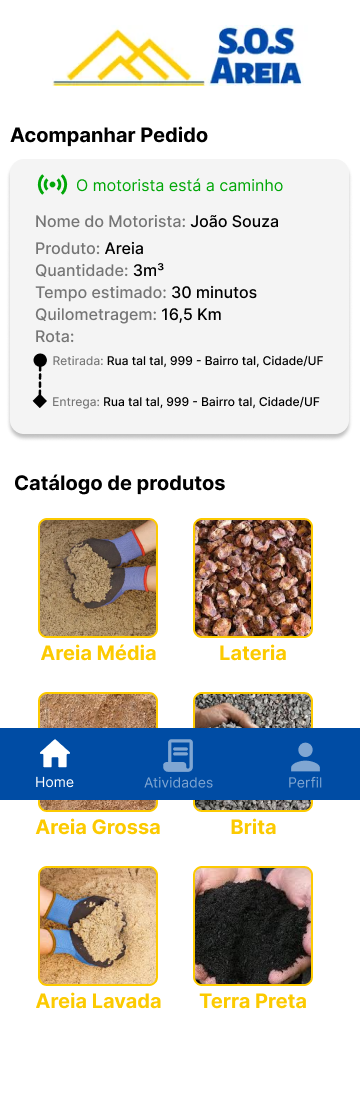 S.O.S
AREIA
Acompanhar Pedido
O motorista está a caminho
Nome do Motorista: João Souza
Produto: Areia
Quantidade: 3m³
Tempo estimado: 30 minutos
Quilometragem: 16,5 Km
Rota:
Retirada: Rua tal tal, 999 - Bairro tal, Cidade/UF
Entrega: Rua tal tal, 999 - Bairro tal, Cidade/UF
Catálogo de produtos
Areia Média Lateria
Home Atividades Perfil
Areia Grossa Brita
Areia Lavada Terra Preta